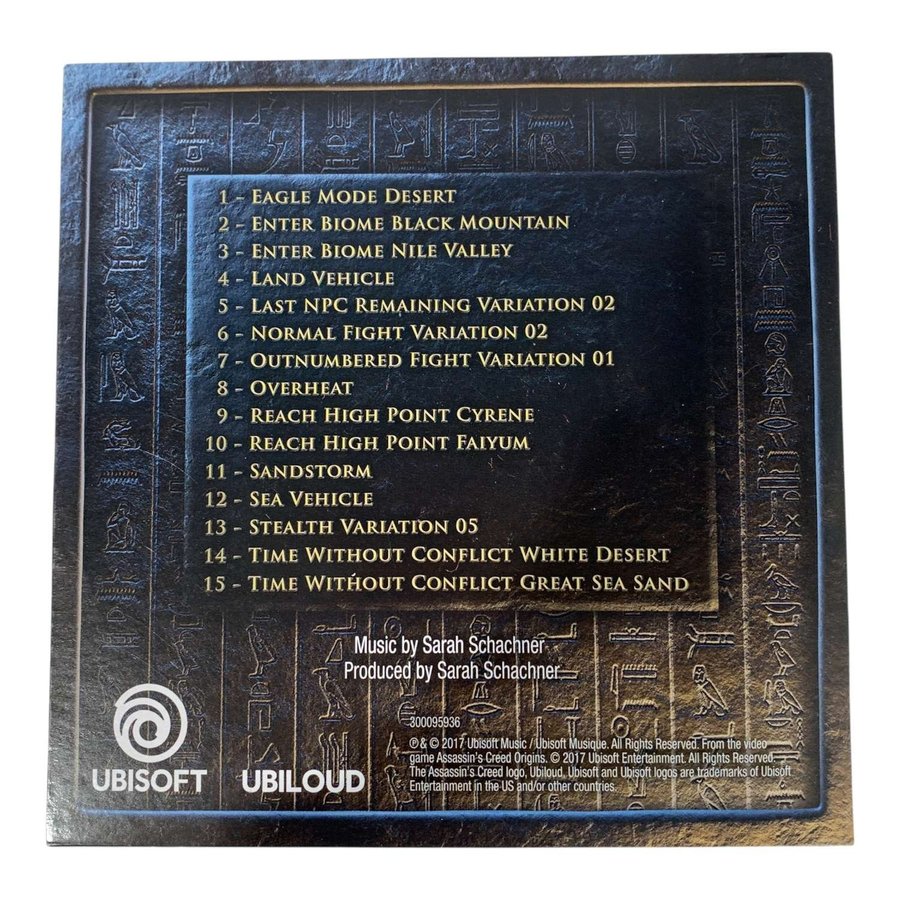 1 - Eagle Mode Desert
2 - Enter Biome Black Mountain
3 - Enter Biome Nile Valley
4 - Land Vehicle
5 - Last NPC Remaining Variation 02
6 - Normal Fight Variation 02
7 - Outnumbered Fight Variation 01
8 - Overheat
9 - Reach High Point Cyrene
10 - Reach High Point Faiyum
11 - Sandstorm
12 - Sea Vehicle
13 - Stealth Variation 05
14 - Time Without Conflict White Desert
15 - Time Without Conflict Great Sea Sand
Music by Sarah Schachner
Produced by Sarah Schachner
300095936
℗ & © 2017 Ubisoft Music / Ubisoft Musique. All Rights Reserved. From the video
game Assassin's Creed Origins. © 2017 Ubisoft Entertainment. All Rights Reserved.
The Assassin's Creed logo, Ubiloud, Ubisoft and Ubisoft logos are trademarks of Ubisoft
Entertainment in the US and/or other countries.
UBISOFT
UBILOUD